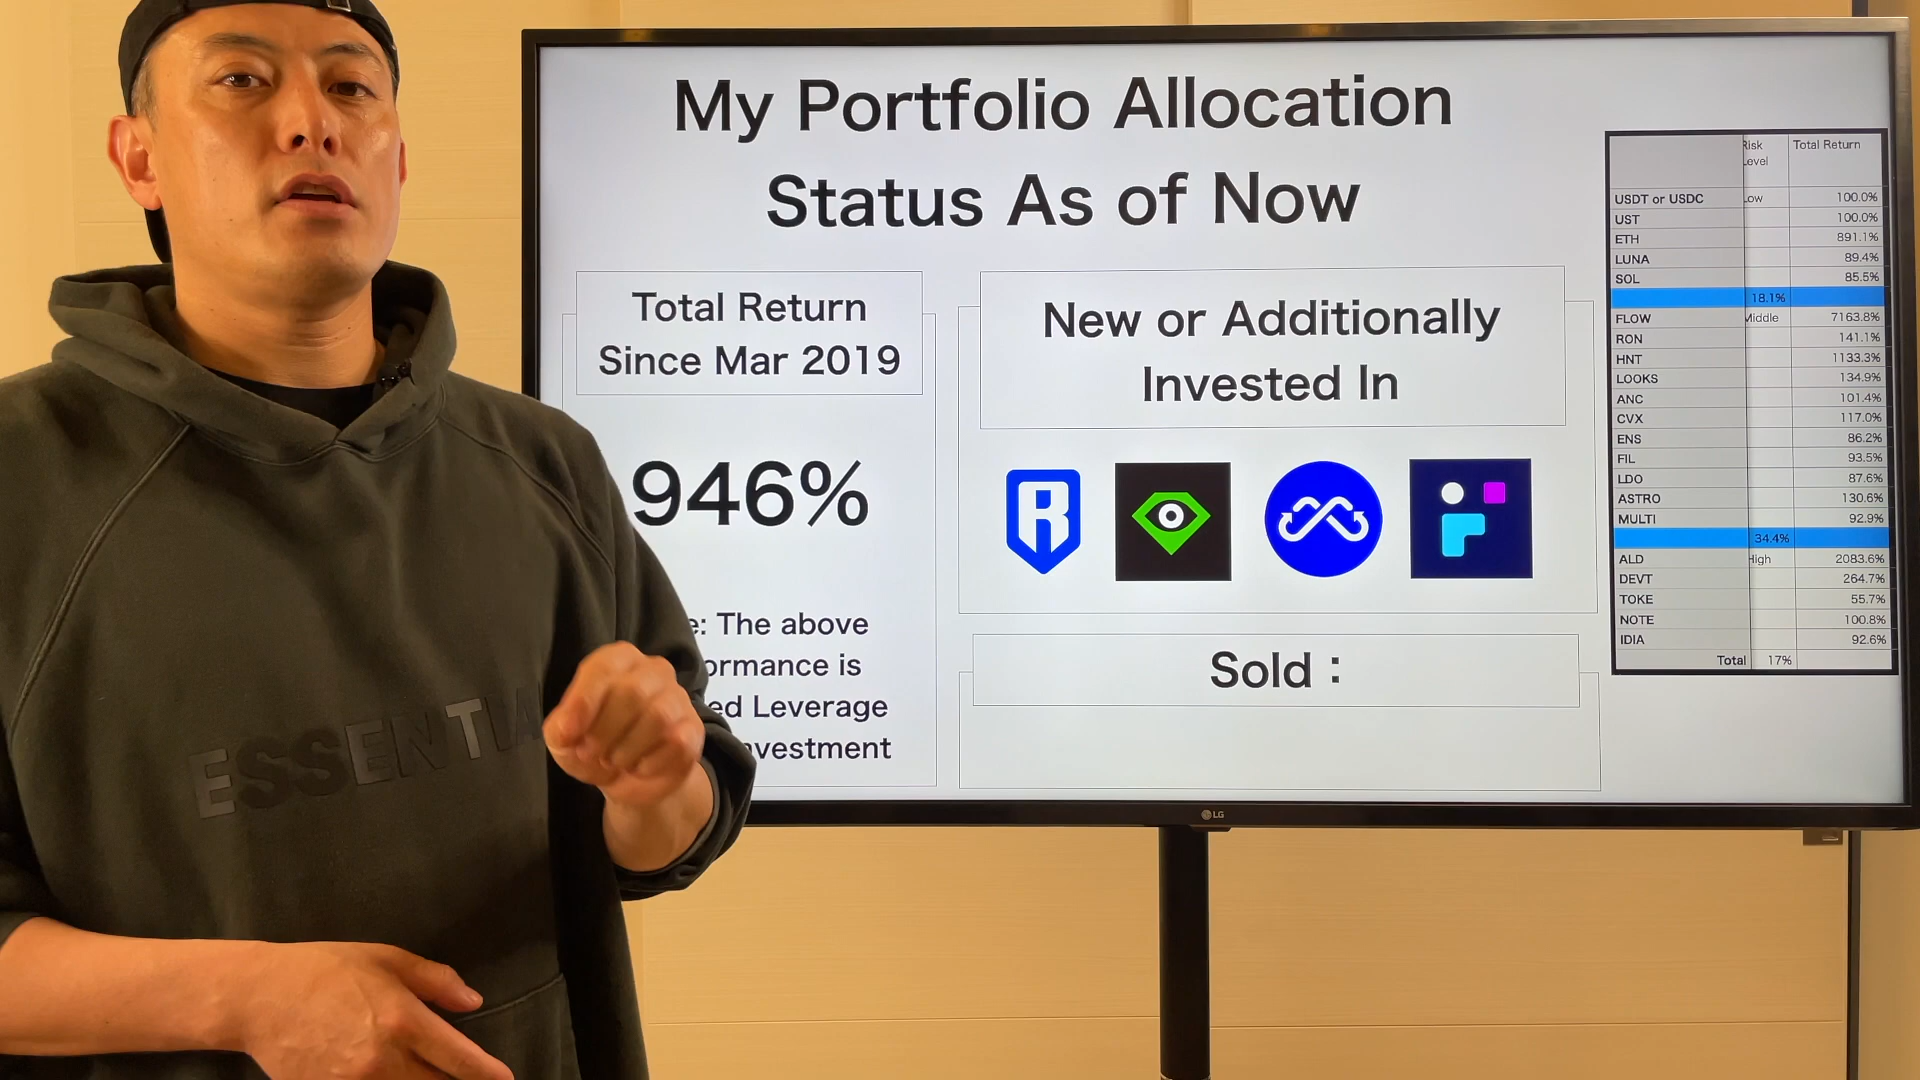 My Portfolio Allocation
Status As of Now
Total Return
Since Mar 2019
946%
: The above
ormance is
ed Leverage
nvestment
New or Additionally
Invested In
Sold :
Risk Level Total Return
USDT or USDC Low 100.0%
UST 100.0%
ETH 891.1%
LUNA 89.4%
SOL 85.5%
18.1%
FLOW Middle 7163.8%
RON 141.1%
HNT 1133.3%
LOOKS 134.9%
ANC 101.4%
CVX 117.0%
ENS 86.2%
FIL 93.5%
LDO 87.6%
ASTRO 130.6%
MULTI 92.9%
34.4%
ALD High 2083.6%
DEVT 264.7%
TOKE 55.7%
NOTE 100.8%
IDIA 92.6%
Total 17%
LG
ESSENTIA